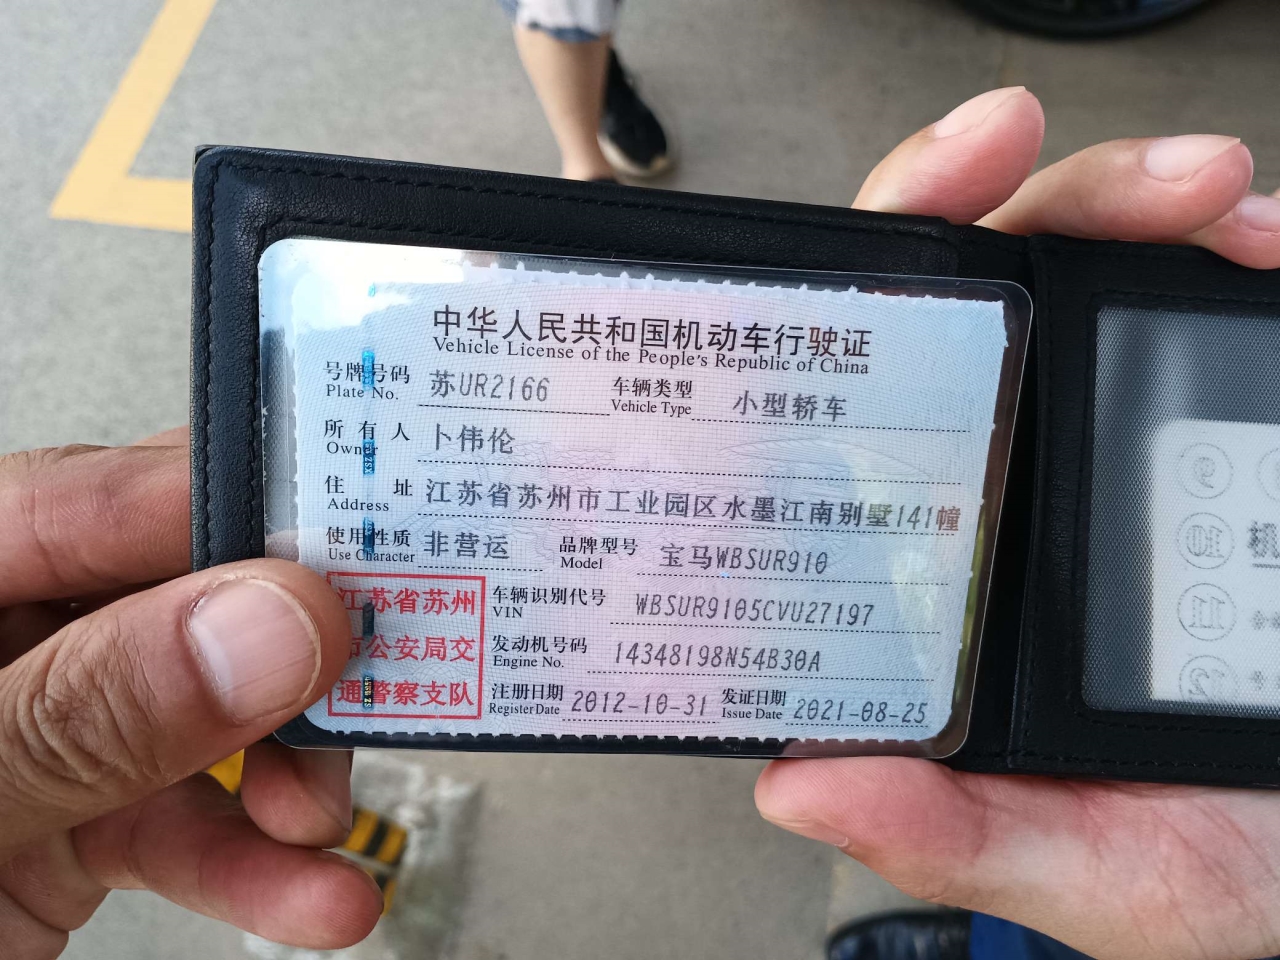 中华人民共和国机动车行驶证
Vehicle License of the People's Republic of China
号牌号码 苏UR2166 车辆类型 小型轿车
Plate No. Vehicle Type
所有人 卜伟伦
Owner
住址 江苏省苏州市工业园区水墨江南别墅141幢
Address
使用性质 非营运 品牌型号 宝马WBSUR910
Use Character Model
江苏省苏州
市公安局交
通警察支队
车辆识别代号 WBSUR9105CVU27197
VIN
发动机号码 14348198N54B30A
Engine No.
注册日期 2012-10-31 发证日期 2021-08-25
Register Date Issue Date